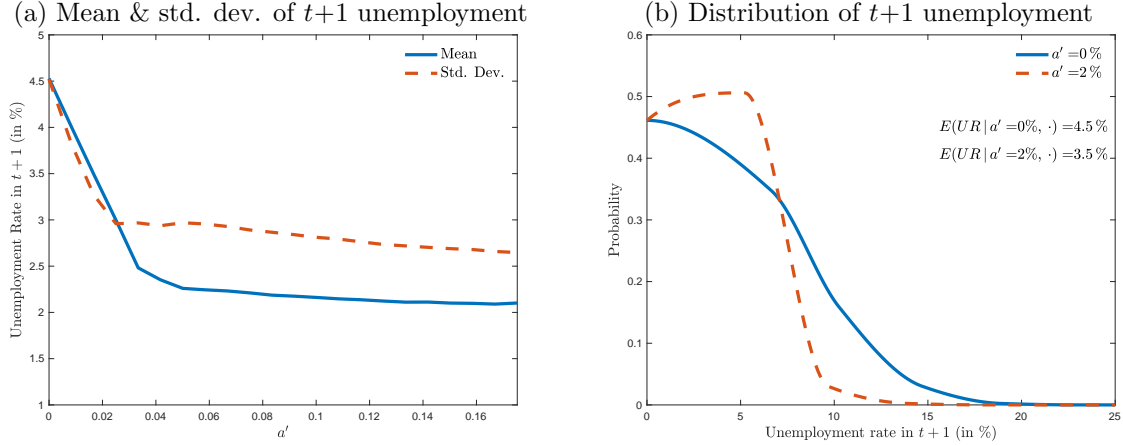 (a) Mean & std. dev. of t+1 unemployment
5
4.5
4
3.5
3
2.5
2
1.5
1
Unemployment Rate in t + 1 (in %)
Mean
Std. Dev.
0
0.02
0.04
0.06
0.08
0.1
0.12
0.14
0.16
a′
(b) Distribution of t+1 unemployment
0.6
0.5
0.4
0.3
0.2
0.1
0
Probability
a′ =0 %
a′ =2 %
E(UR | a′ =0%, ·) =4.5 %
E(UR | a′ =2%, ·) =3.5 %
0
5
10
15
20
25
Unemployment rate in t + 1 (in %)